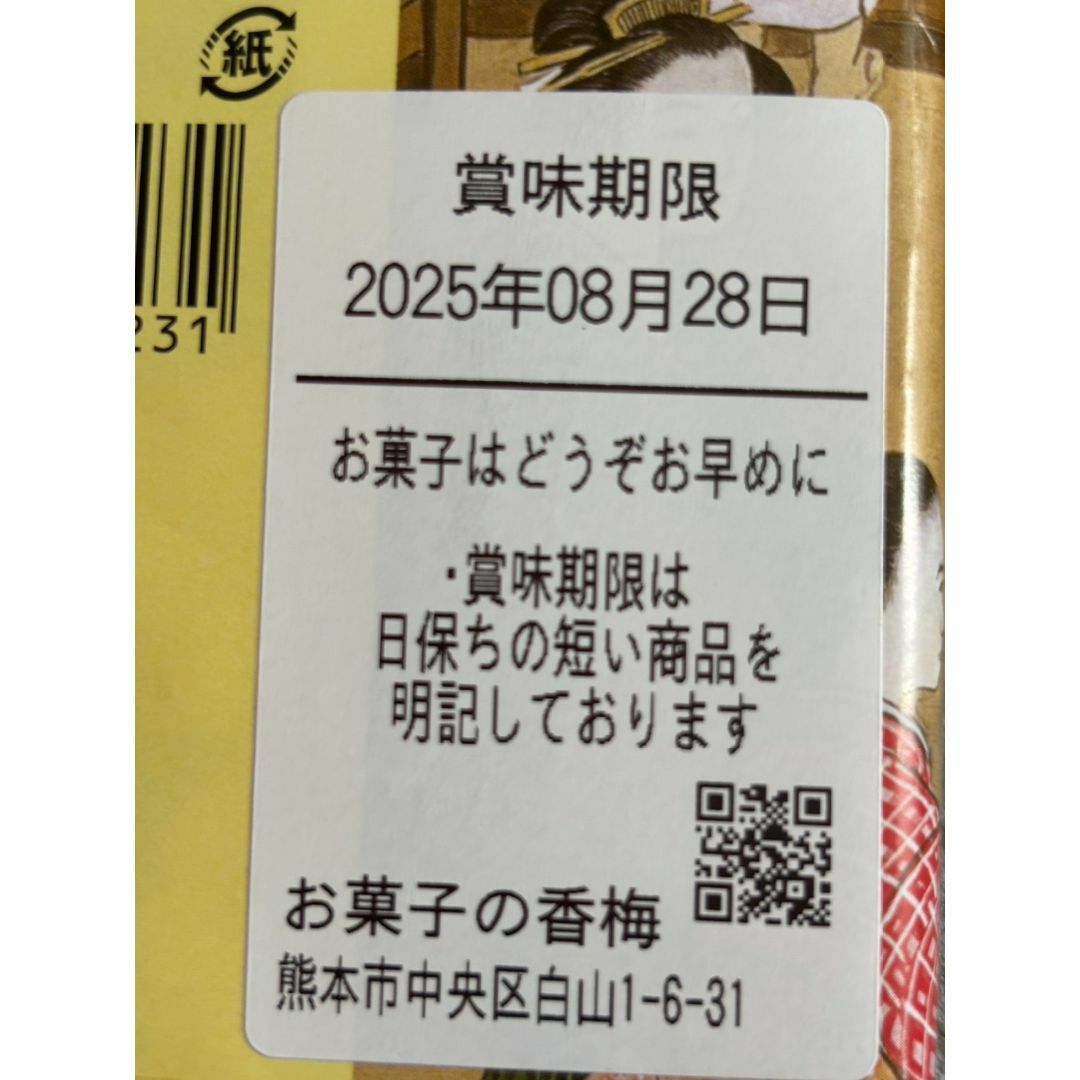 紙
231
賞味期限
2025年08月28日
お菓子はどうぞお早めに
・賞味期限は
日保ちの短い商品を
明記しております
お菓子の香梅
熊本市中央区白山1-6-31